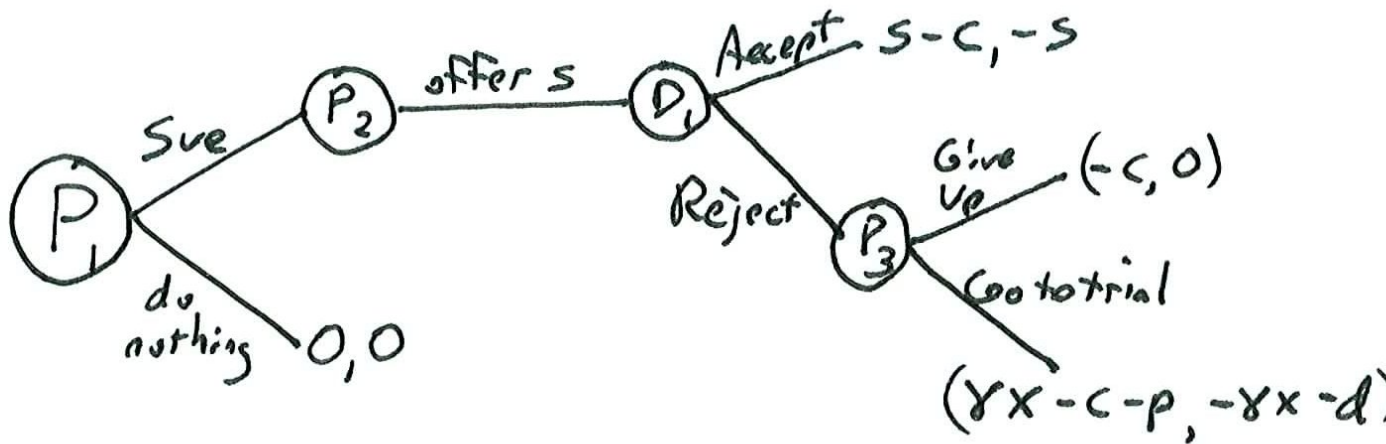 Accept s-c, -s
offer s
P2
D1
Sue
Give
up
(-c, 0)
Reject
P1
P3
Go to trial
do
nothing
0,0
(γx-c-p, -γx-d)